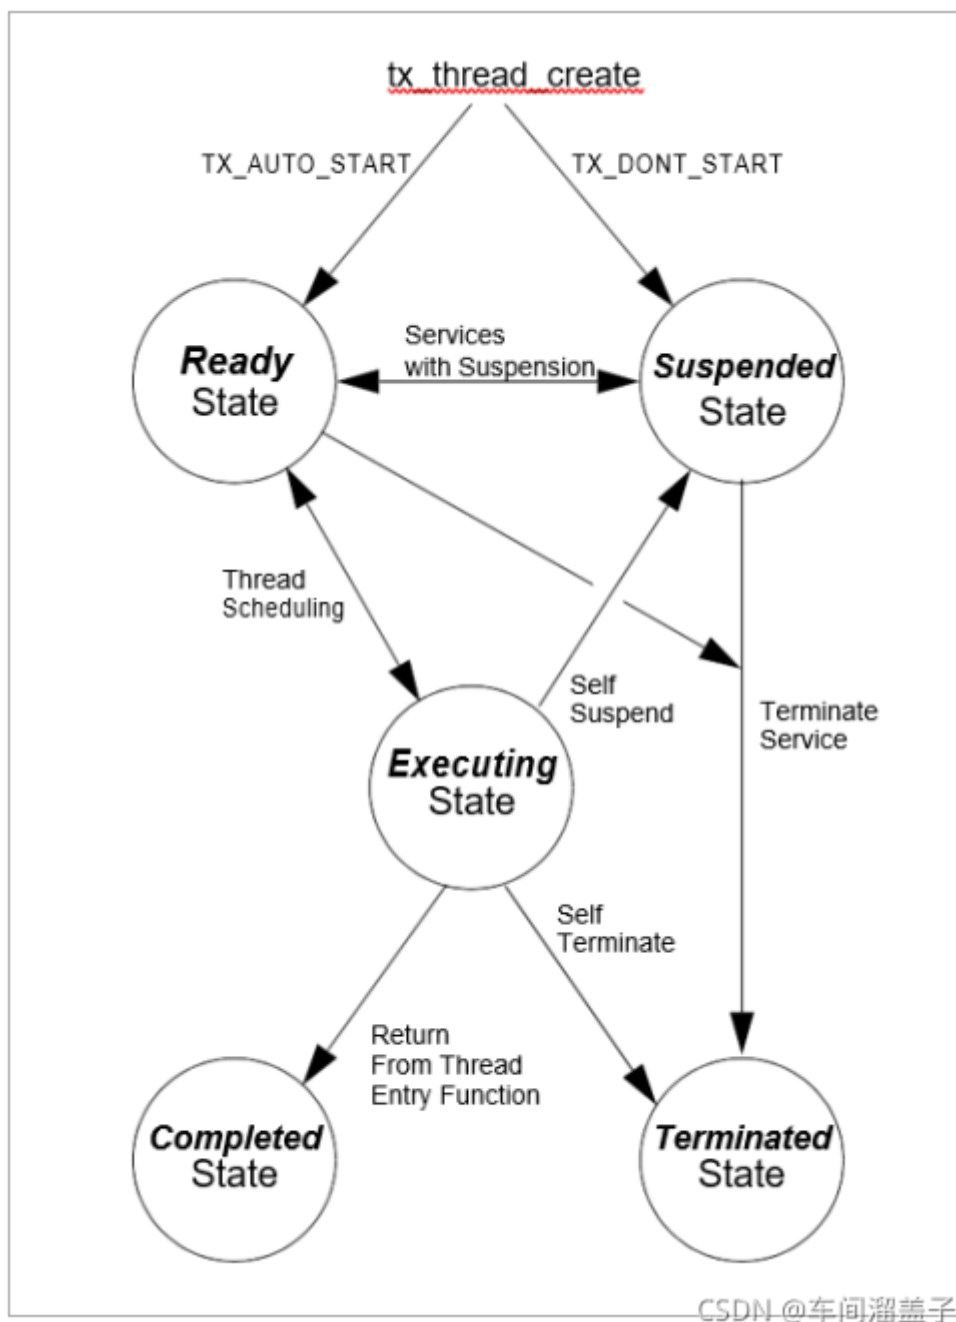 tx_thread_create
TX_AUTO_START
TX_DONT_START
Services
with Suspension
Ready
State
Suspended
State
Thread
Scheduling
Self
Suspend
Terminate
Service
Executing
State
Self
Terminate
Return
From Thread
Entry Function
Completed
State
Terminated
State
CSDN @车间溜盖子